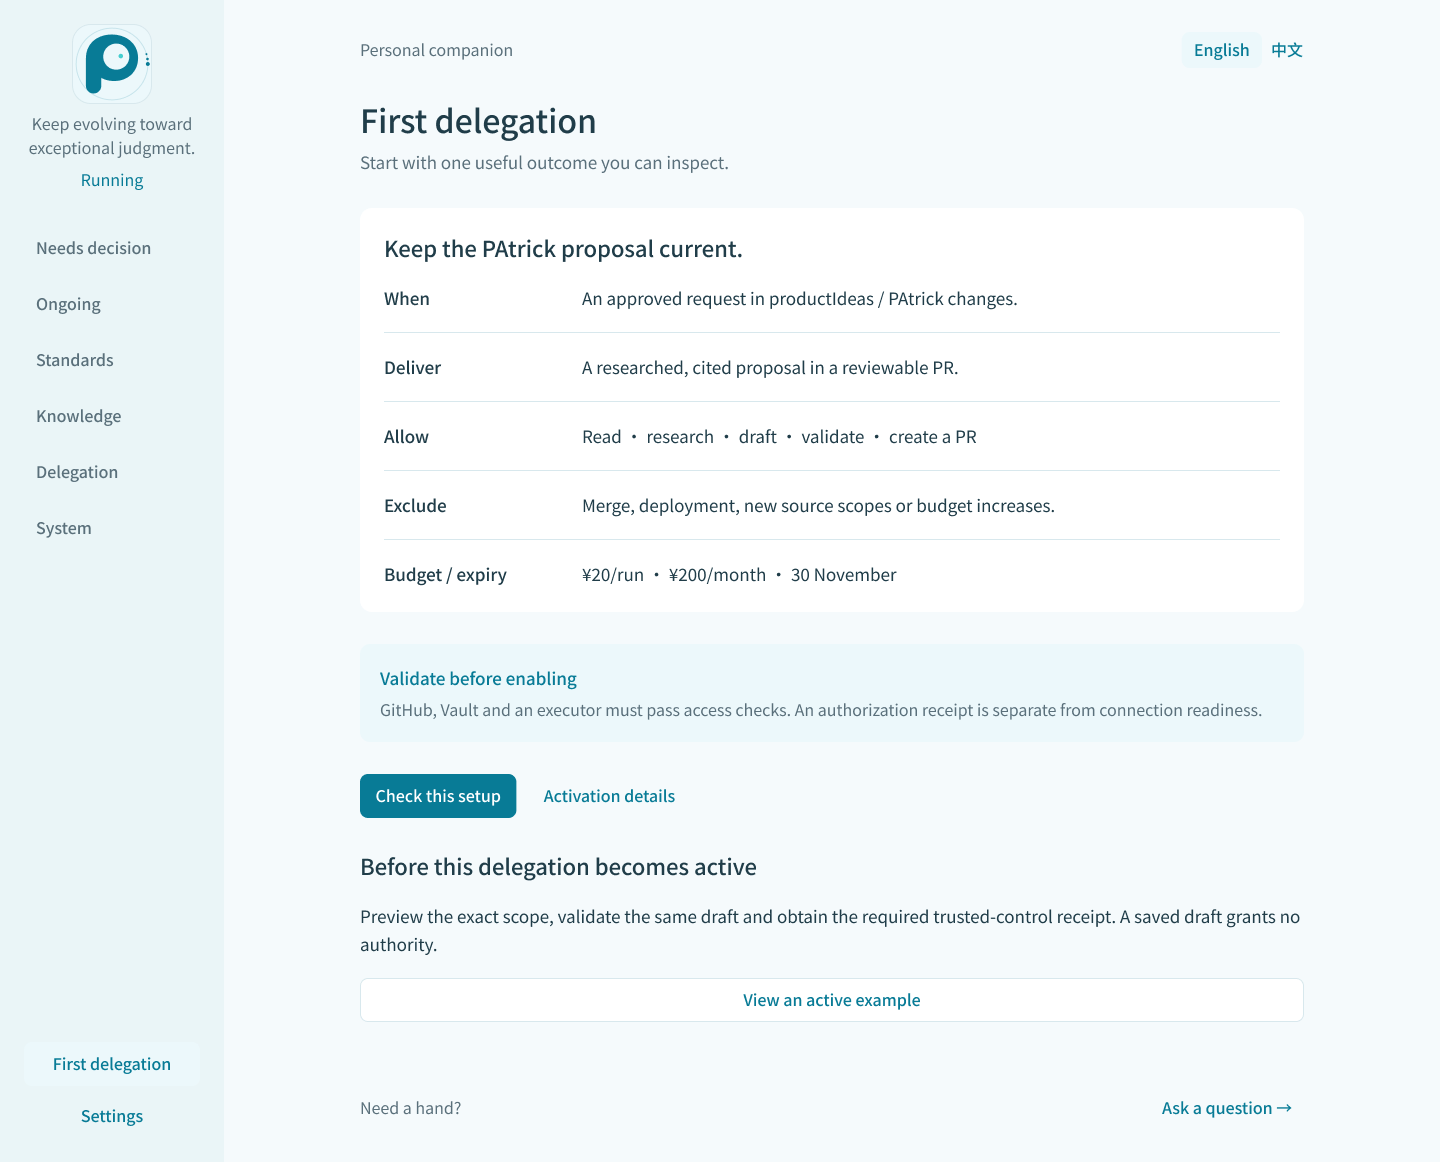 Keep evolving toward
exceptional judgment.
Running
Needs decision
Ongoing
Standards
Knowledge
Delegation
System
First delegation
Settings
Personal companion
English 中文
First delegation
Start with one useful outcome you can inspect.
Keep the PAtrick proposal current.
When An approved request in productIdeas / PAtrick changes.
Deliver A researched, cited proposal in a reviewable PR.
Allow Read • research • draft • validate • create a PR
Exclude Merge, deployment, new source scopes or budget increases.
Budget / expiry ¥20/run • ¥200/month • 30 November
Validate before enabling
GitHub, Vault and an executor must pass access checks. An authorization receipt is separate from connection readiness.
Check this setup Activation details
Before this delegation becomes active
Preview the exact scope, validate the same draft and obtain the required trusted-control receipt. A saved draft grants no
authority.
View an active example
Need a hand? Ask a question →